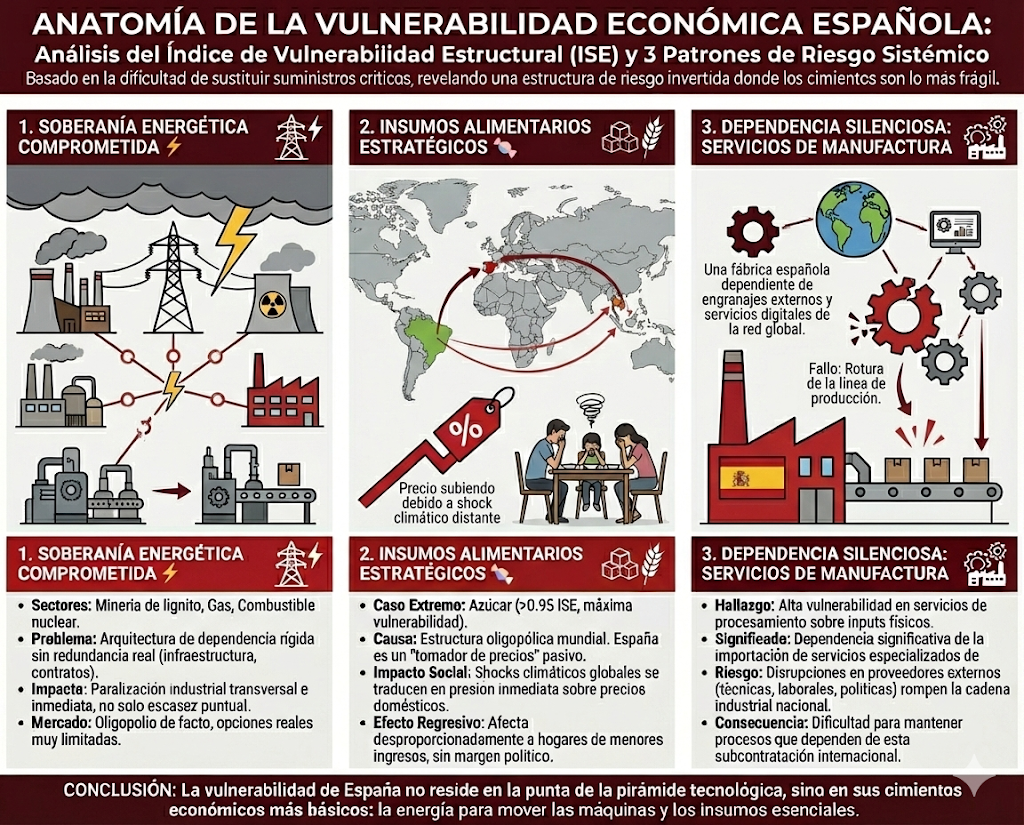 ANATOMÍA DE LA VULNERABILIDAD ECONÓMICA ESPAÑOLA:
Análisis del Índice de Vulnerabilidad Estructural (ISE) y 3 Patrones de Riesgo Sistémico
Basado en la dificultad de sustituir suministros críticos, revelando una estructura de riesgo invertida donde los cimientos son lo más frágil.
1. SOBERANÍA ENERGÉTICA
COMPROMETIDA ⚡
2. INSUMOS ALIMENTARIOS
ESTRATÉGICOS 🍬
3. DEPENDENCIA SILENCIOSA:
SERVICIOS DE MANUFACTURA
%
Precio subiendo
debido a shock
climático distante
Una fábrica española
dependiente de
engranajes externos y
servicios digitales de
la red global.
Fallo: Rotura
de la linea de
producción.
1. SOBERANÍA ENERGÉTICA
COMPROMETIDA ⚡
• Sectores: Mineria de lignito, Gas, Combustible
nuclear.
• Problema: Arquitectura de dependencia rígida
sin redundancia real (infraestructura,
contratos).
• Impacta: Paralización industrial transversal e
inmediata, no solo escasez puntual.
• Mercado: Oligopolio de facto, opciones reales
muy limitadas.
2. INSUMOS ALIMENTARIOS
ESTRATÉGICOS 🍬
• Caso Extremo: Azúcar (>0.95 ISE, máxima
vulnerabilidad).
• Causa: Estructura oligopólica mundial. España
es un "tomador de precios" pasivo.
• Impacto Social: Shocks climáticos globales se
traducen en presion inmediata sobre precios
domésticos.
• Efecto Regresivo: Afecta
desproporcionadamente a hogares de menores
ingresos, sin margen politico.
3. DEPENDENCIA SILENCIOSA:
SERVICIOS DE MANUFACTURA
• Hallazgo: Alta vulnerabilidad en servicios de
procesamiento sobre inputs físicos.
• Signifieade: Dependencia significativa de la
importación de servicios especializados de
• Riesgo: Disrupciones en proveedores externos
(técnicas, laborales, politicas) rompen la cadena
industrial nacional.
• Consecuencia: Dificultad para mantener
procesos que dependen de esta
subcontratación internacional.
CONCLUSIÓN: La vulnerabilidad de España no reside en la punta de la pirámide tecnológica, sino en sus cimientos
económicos más básicos: la energía para mover las máquinas y los insumos esenciales.